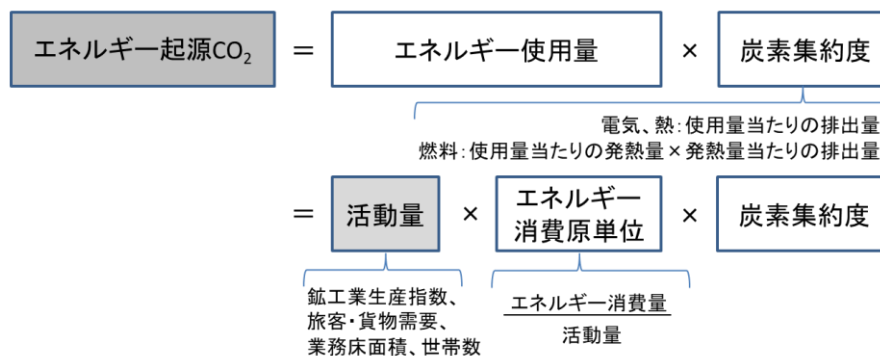 エネルギー起源CO₂ = エネルギー使用量 × 炭素集約度
電気、熱：使用量当たりの排出量
燃料：使用量当たりの発熱量×発熱量当たりの排出量
= 活動量 × エネルギー消費原単位 × 炭素集約度
鉱工業生産指数、
旅客・貨物需要、
業務床面積、世帯数
エネルギー消費量
活動量